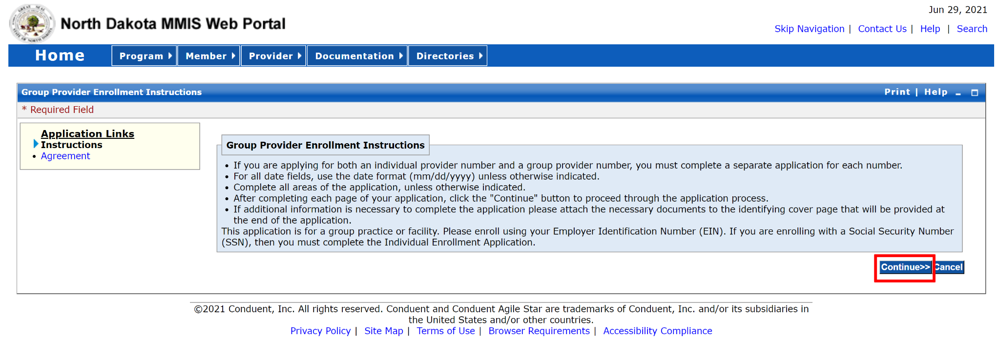 Jun 29, 2021
North Dakota MMIS Web Portal
Skip Navigation | Contact Us | Help | Search
Home Program Member Provider Documentation Directories
Group Provider Enrollment Instructions
Print | Help
* Required Field
Application Links
Instructions
• Agreement
Group Provider Enrollment Instructions
• If you are applying for both an individual provider number and a group provider number, you must complete a separate application for each number.
• For all date fields, use the date format (mm/dd/yyyy) unless otherwise indicated.
• Complete all areas of the application, unless otherwise indicated.
• After completing each page of your application, click the "Continue" button to proceed through the application process.
• If additional information is necessary to complete the application please attach the necessary documents to the identifying cover page that will be provided at
the end of the application.
This application is for a group practice or facility. Please enroll using your Employer Identification Number (EIN). If you are enrolling with a Social Security Number
(SSN), then you must complete the Individual Enrollment Application.
Continue>> Cancel
©2021 Conduent, Inc. All rights reserved. Conduent and Conduent Agile Star are trademarks of Conduent, Inc. and/or its subsidiaries in
the United States and/or other countries.
Privacy Policy | Site Map | Terms of Use | Browser Requirements | Accessibility Compliance